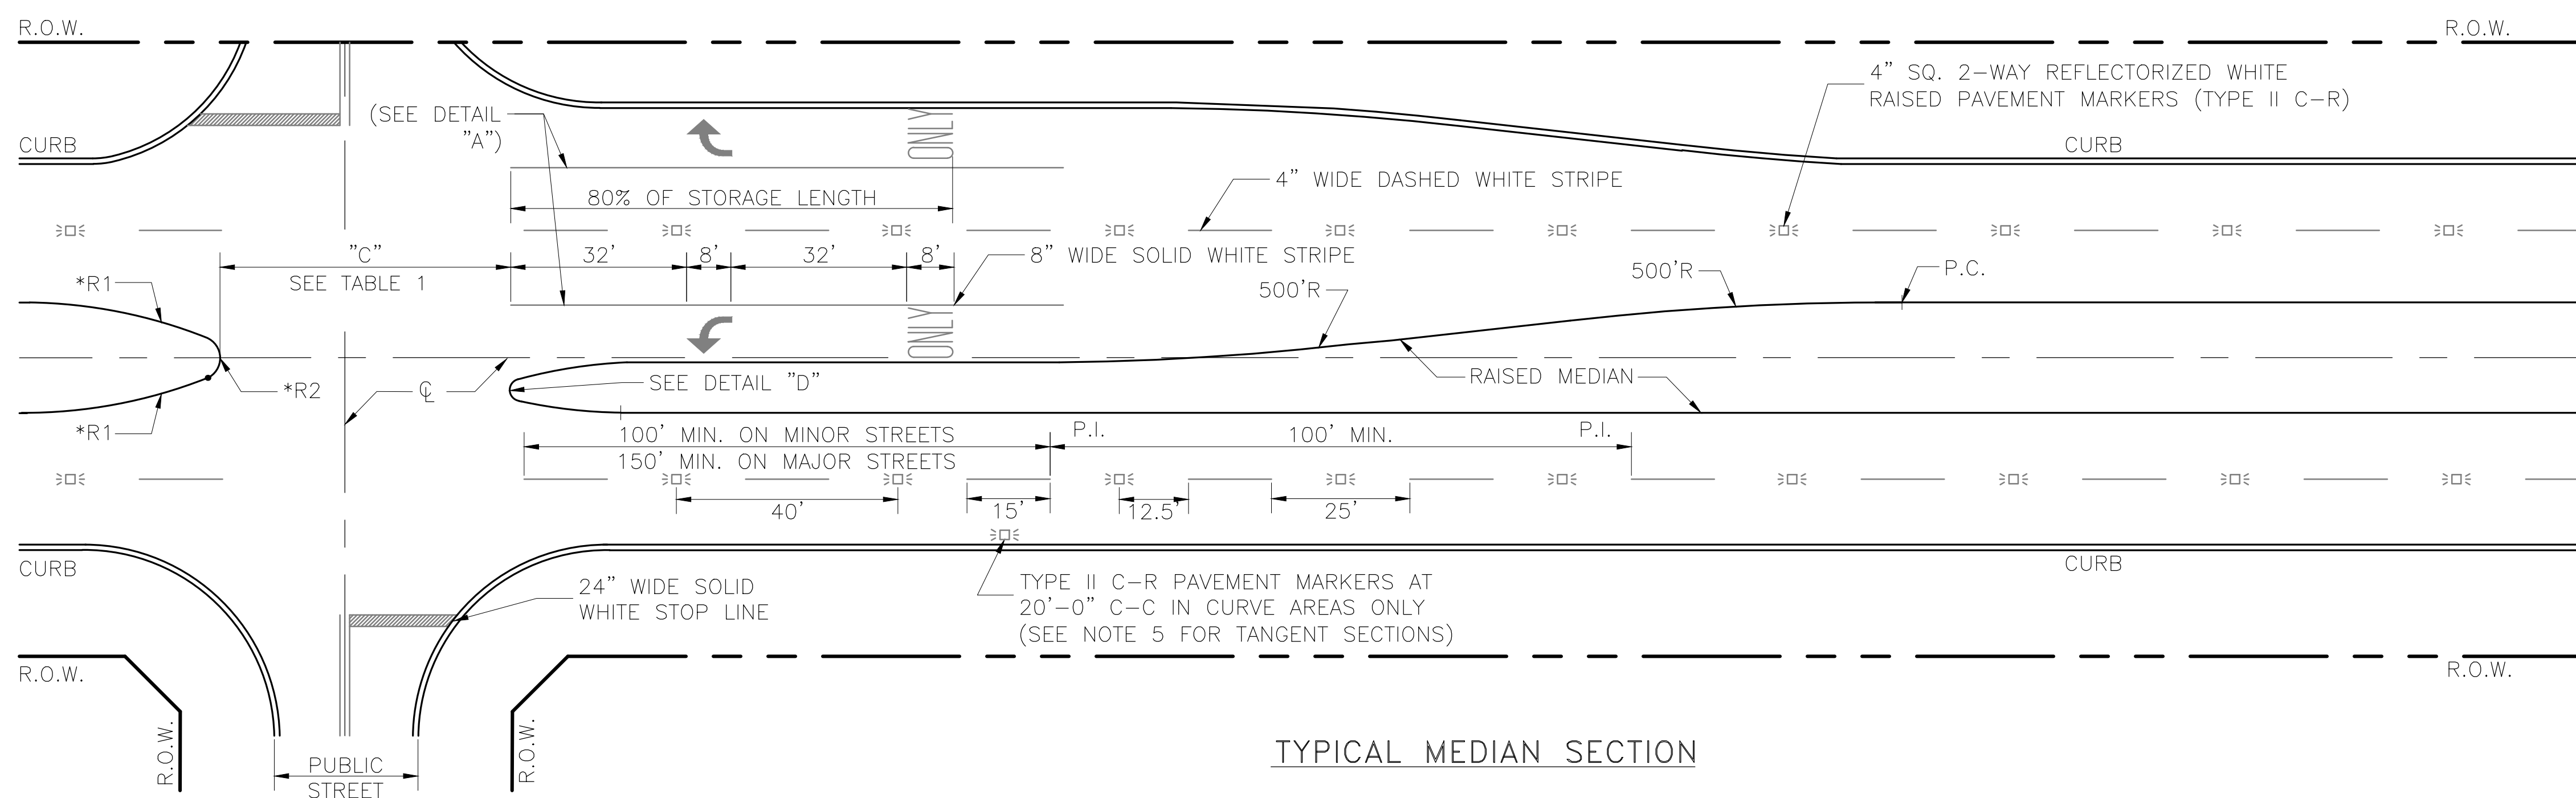 R.O.W.
R.O.W.
4" SQ. 2-WAY REFLECTORIZED WHITE
RAISED PAVEMENT MARKERS (TYPE II C-R)
(SEE DETAIL
"A")
ONLY
CURB
CURB
4" WIDE DASHED WHITE STRIPE
80% OF STORAGE LENGTH
"C"
SEE TABLE 1
32'
8'
32'
8'
8" WIDE SOLID WHITE STRIPE
*R1
500'R
500'R
P.C.
ONLY
*R2
℄
SEE DETAIL "D"
RAISED MEDIAN
*R1
100' MIN. ON MINOR STREETS
150' MIN. ON MAJOR STREETS
P.I.
100' MIN.
P.I.
40'
15'
12.5'
25'
CURB
CURB
24" WIDE SOLID
WHITE STOP LINE
TYPE II C-R PAVEMENT MARKERS AT
20'-0" C-C IN CURVE AREAS ONLY
(SEE NOTE 5 FOR TANGENT SECTIONS)
R.O.W.
R.O.W.
R.O.W.
R.O.W.
PUBLIC
STREET
TYPICAL MEDIAN SECTION